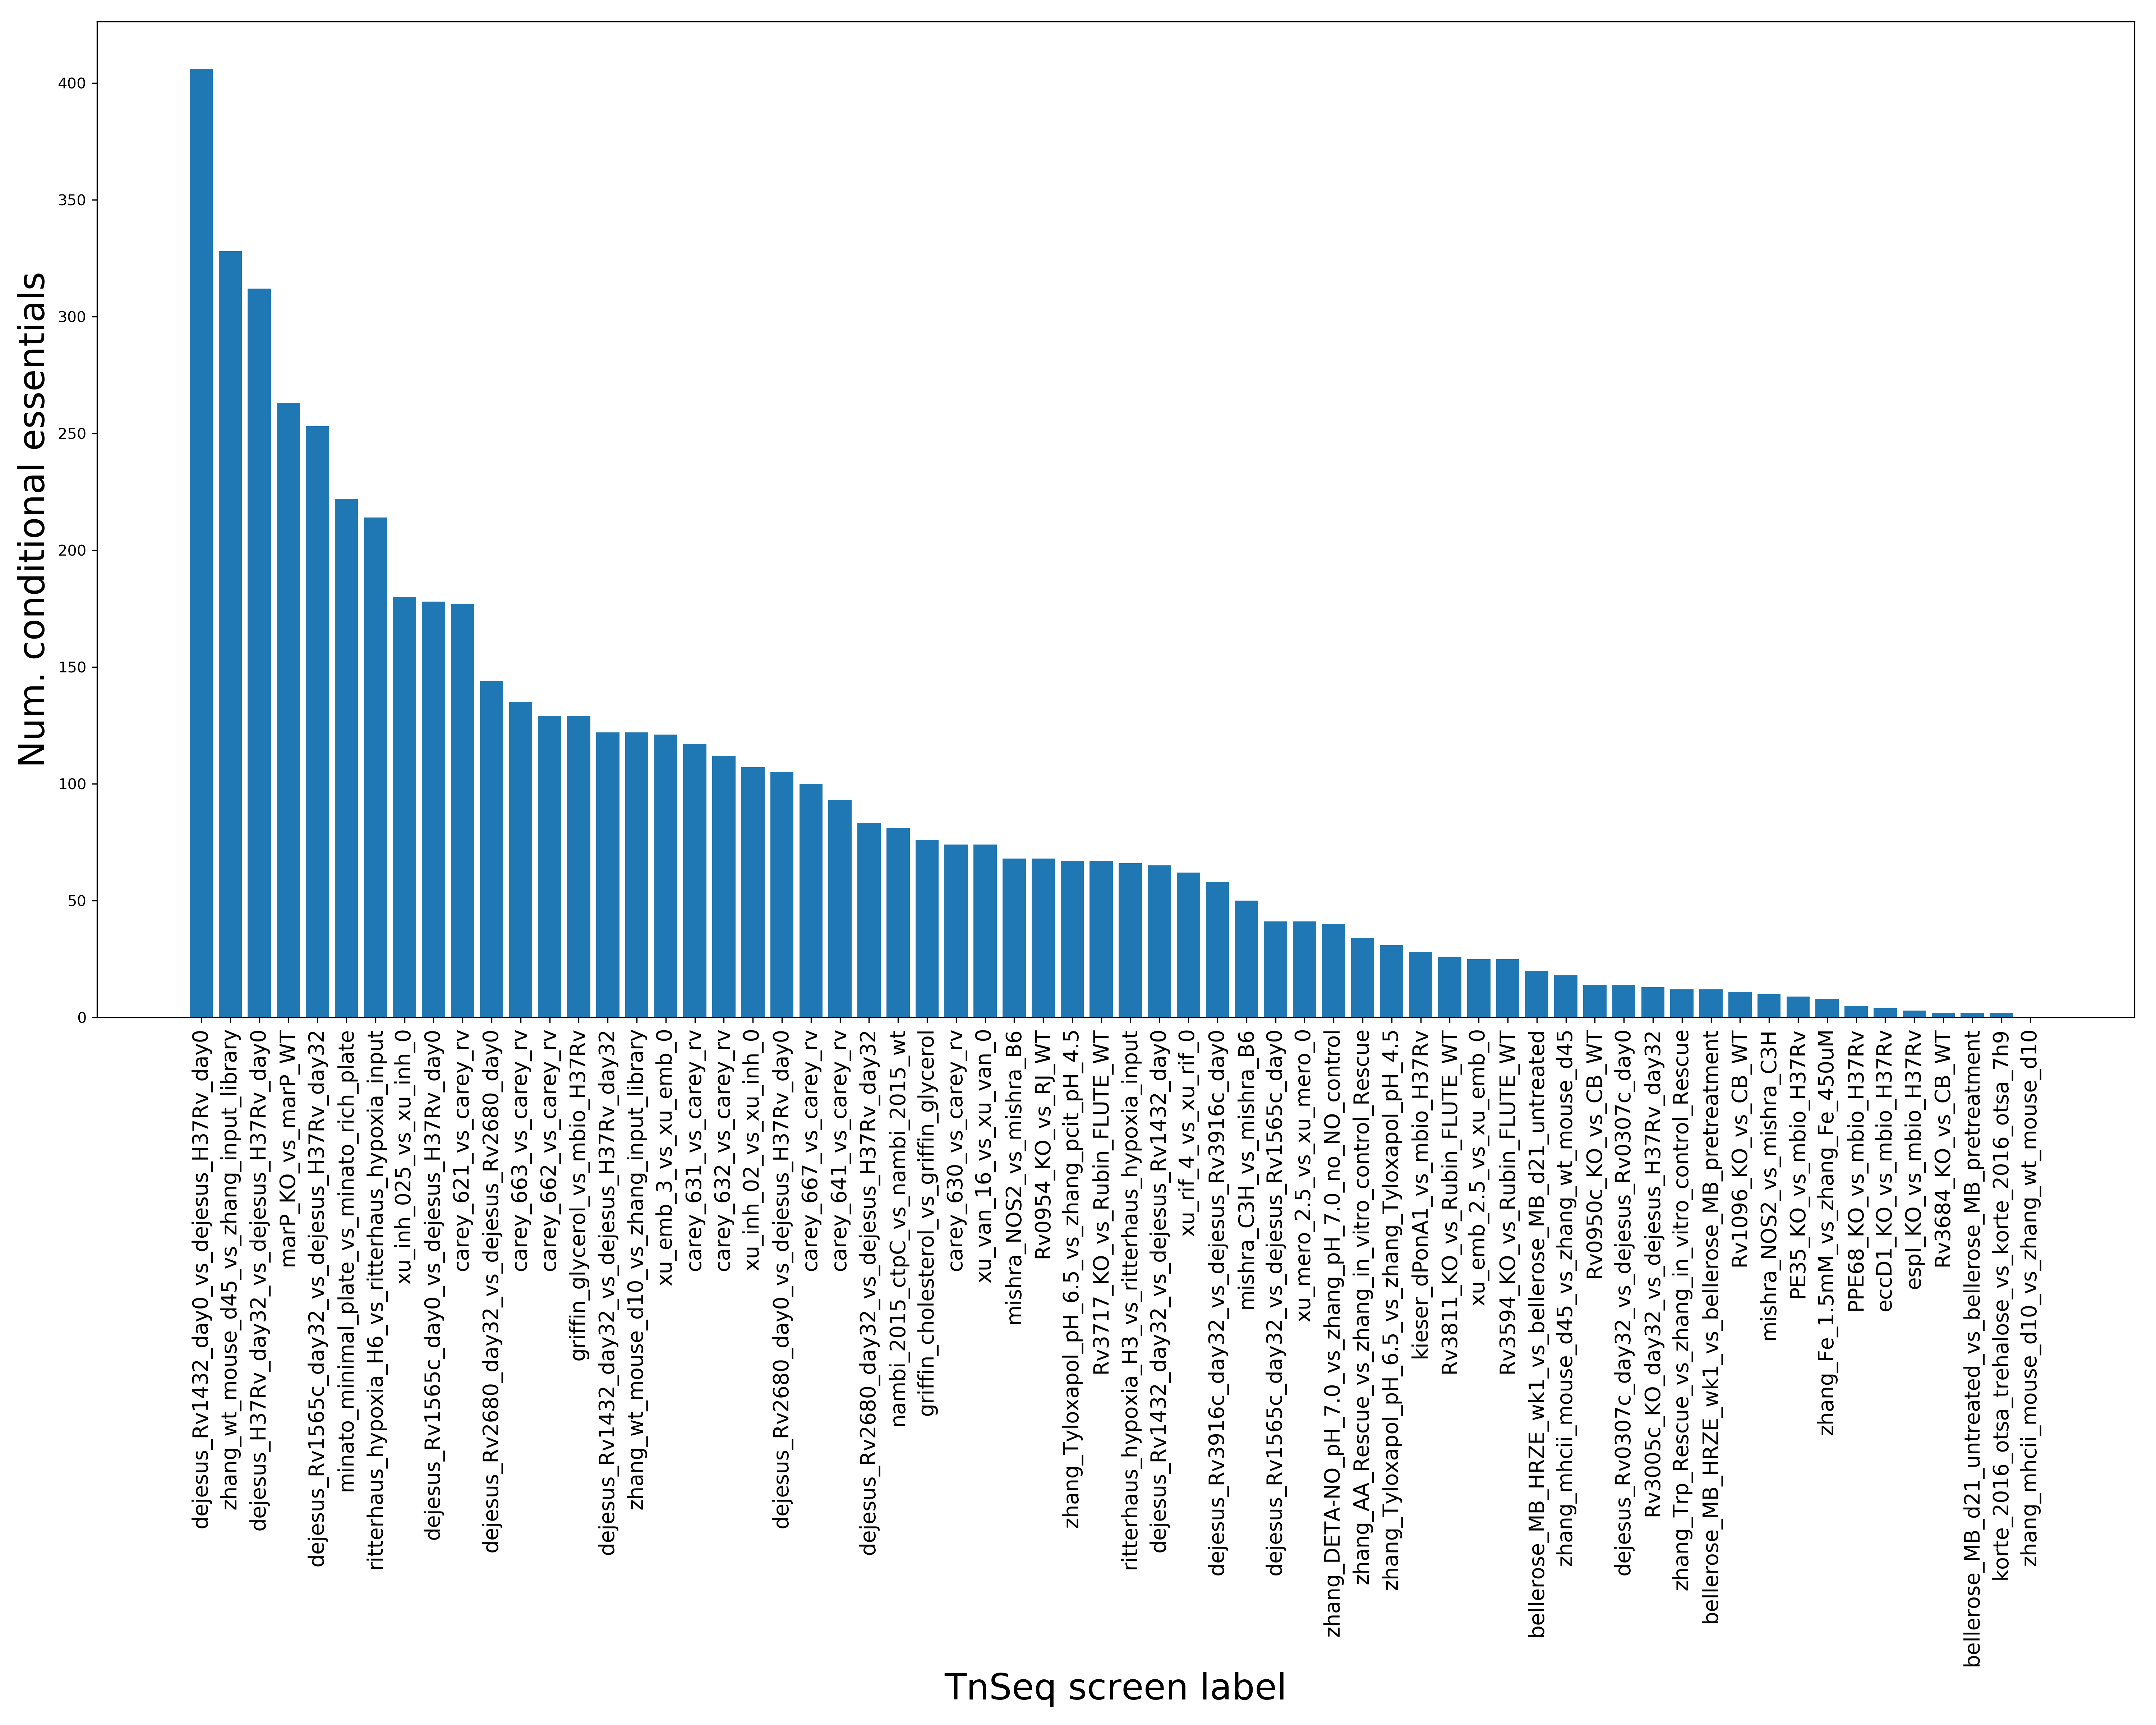 Num. conditional essentials
400
350
300
250
200
150
100
50
0
dejesus_Rv1432_day0_vs_dejesus_H37Rv_day0
zhang_wt_mouse_d45_vs_zhang_input_library
dejesus_H37Rv_day32_vs_dejesus_H37Rv_day0
marP_KO_vs_marP_WT
dejesus_Rv1565c_day32_vs_dejesus_H37Rv_day32
minato_minimal_plate_vs_minato_rich_plate
ritterhaus_hypoxia_H6_vs_ritterhaus_hypoxia_input
xu_inh_025_vs_xu_inh_0
dejesus_Rv1565c_day0_vs_dejesus_H37Rv_day0
carey_621_vs_carey_rv
dejesus_Rv2680_day32_vs_dejesus_Rv2680_day0
carey_663_vs_carey_rv
carey_662_vs_carey_rv
griffin_glycerol_vs_mbio_H37Rv
dejesus_Rv1432_day32_vs_dejesus_H37Rv_day32
zhang_wt_mouse_d10_vs_zhang_input_library
xu_emb_3_vs_xu_emb_0
carey_631_vs_carey_rv
carey_632_vs_carey_rv
xu_inh_02_vs_xu_inh_0
dejesus_Rv2680_day0_vs_dejesus_H37Rv_day0
carey_667_vs_carey_rv
carey_641_vs_carey_rv
dejesus_Rv2680_day32_vs_dejesus_H37Rv_day32
nambi_2015_ctpC_vs_nambi_2015_wt
griffin_cholesterol_vs_griffin_glycerol
carey_630_vs_carey_rv
xu_van_16_vs_xu_van_0
mishra_NOS2_vs_mishra_B6
Rv0954_KO_vs_RJ_WT
zhang_Tyloxapol_pH_6.5_vs_zhang_pcit_pH_4.5
Rv3717_KO_vs_Rubin_FLUTE_WT
ritterhaus_hypoxia_H3_vs_ritterhaus_hypoxia_input
dejesus_Rv1432_day32_vs_dejesus_Rv1432_day0
xu_rif_4_vs_xu_rif_0
dejesus_Rv3916c_day32_vs_dejesus_Rv3916c_day0
mishra_C3H_vs_mishra_B6
dejesus_Rv1565c_day32_vs_dejesus_Rv1565c_day0
xu_mero_2.5_vs_xu_mero_0
zhang_DETA-NO_pH_7.0_vs_zhang_pH_7.0_no_NO_control
zhang_AA_Rescue_vs_zhang_in_vitro_control_Rescue
zhang_Tyloxapol_pH_6.5_vs_zhang_Tyloxapol_pH_4.5
kieser_dPonA1_vs_mbio_H37Rv
Rv3811_KO_vs_Rubin_FLUTE_WT
xu_emb_2.5_vs_xu_emb_0
Rv3594_KO_vs_Rubin_FLUTE_WT
bellerose_MB_HRZE_wk1_vs_bellerose_MB_d21_untreated
zhang_mhcii_mouse_d45_vs_zhang_wt_mouse_d45
Rv0950c_KO_vs_CB_WT
dejesus_Rv0307c_day32_vs_dejesus_Rv0307c_day0
Rv3005c_KO_day32_vs_dejesus_H37Rv_day32
zhang_Trp_Rescue_vs_zhang_in_vitro_control_Rescue
bellerose_MB_HRZE_wk1_vs_bellerose_MB_pretreatment
Rv1096_KO_vs_CB_WT
mishra_NOS2_vs_mishra_C3H
PE35_KO_vs_mbio_H37Rv
zhang_Fe_1.5mM_vs_zhang_Fe_450uM
PPE68_KO_vs_mbio_H37Rv
eccD1_KO_vs_mbio_H37Rv
espI_KO_vs_mbio_H37Rv
Rv3684_KO_vs_CB_WT
bellerose_MB_d21_untreated_vs_bellerose_MB_pretreatment
korte_2016_otsa_trehalose_vs_korte_2016_otsa_7h9
zhang_mhcii_mouse_d10_vs_zhang_wt_mouse_d10
TnSeq screen label